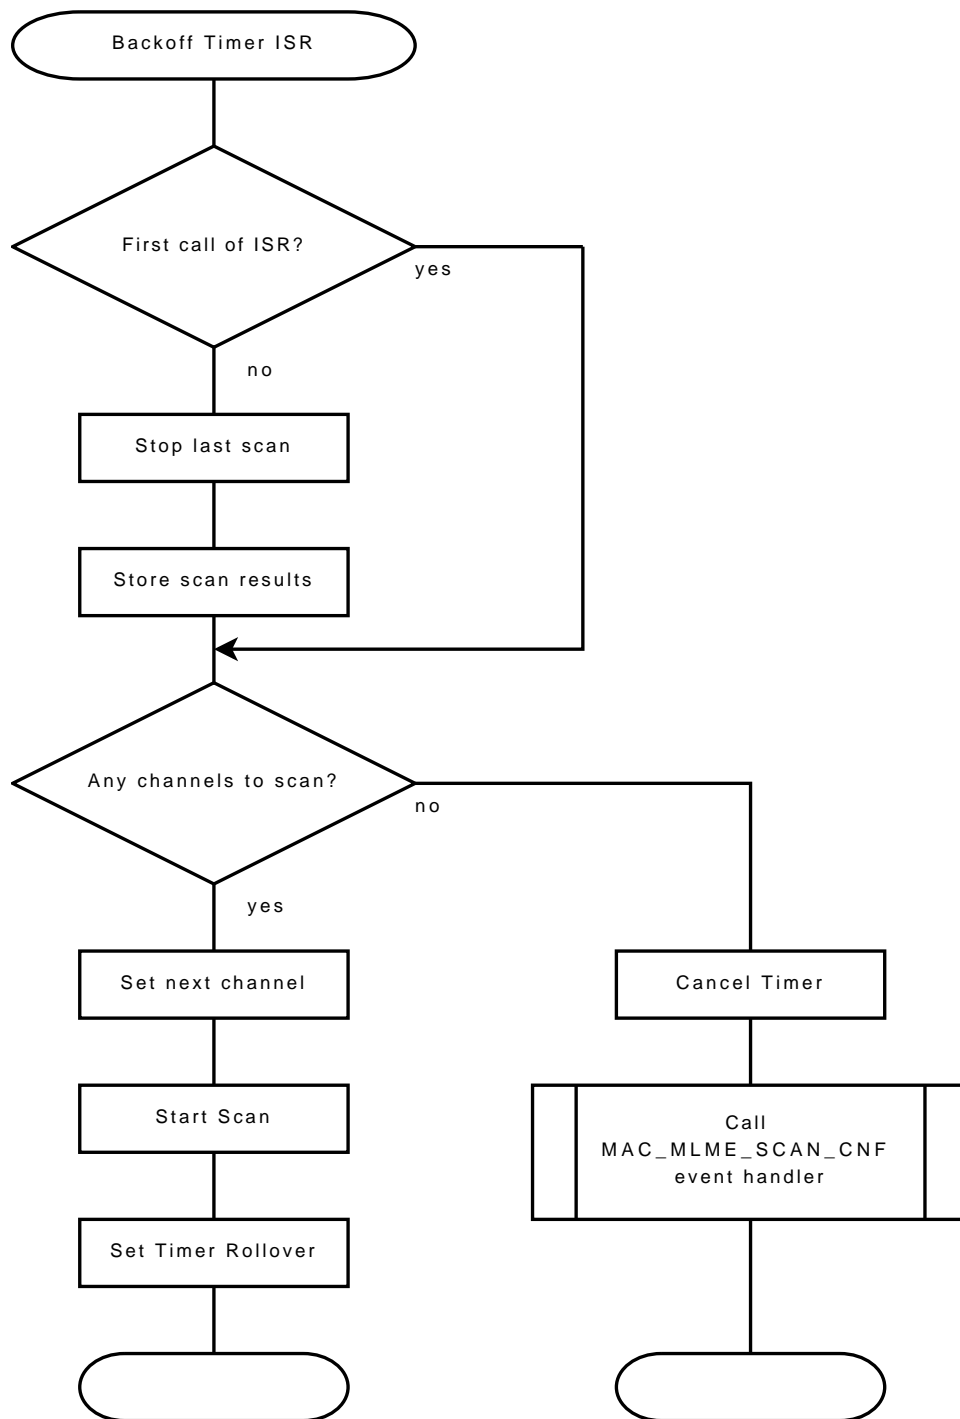 Backoff Timer ISR
First call of ISR?
yes
no
Stop last scan
Store scan results
Any channels to scan?
no
yes
Set next channel
Cancel Timer
Start Scan
Call
MAC_MLME_SCAN_CNF
event handler
Set Timer Rollover